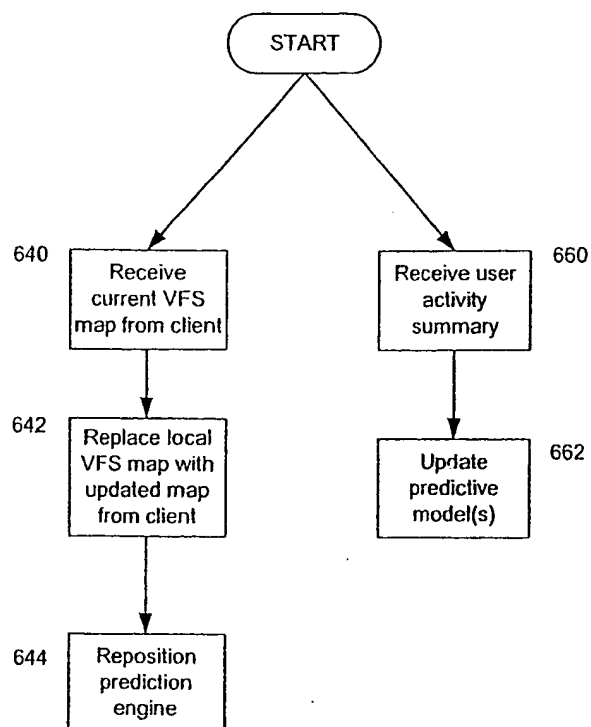 START
640
Receive
current VFS
map from client
660
Receive user
activity
summary
642
Replace local
VFS map with
updated map
from client
662
Update
predictive
model(s)
644
Reposition
prediction
engine